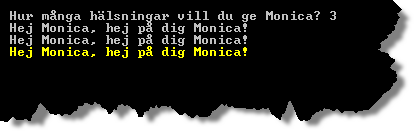 Hur många hälsningar vill du ge Monica? 3
Hej Monica, hej på dig Monica!
Hej Monica, hej på dig Monica!
Hej Monica, hej på dig Monica!